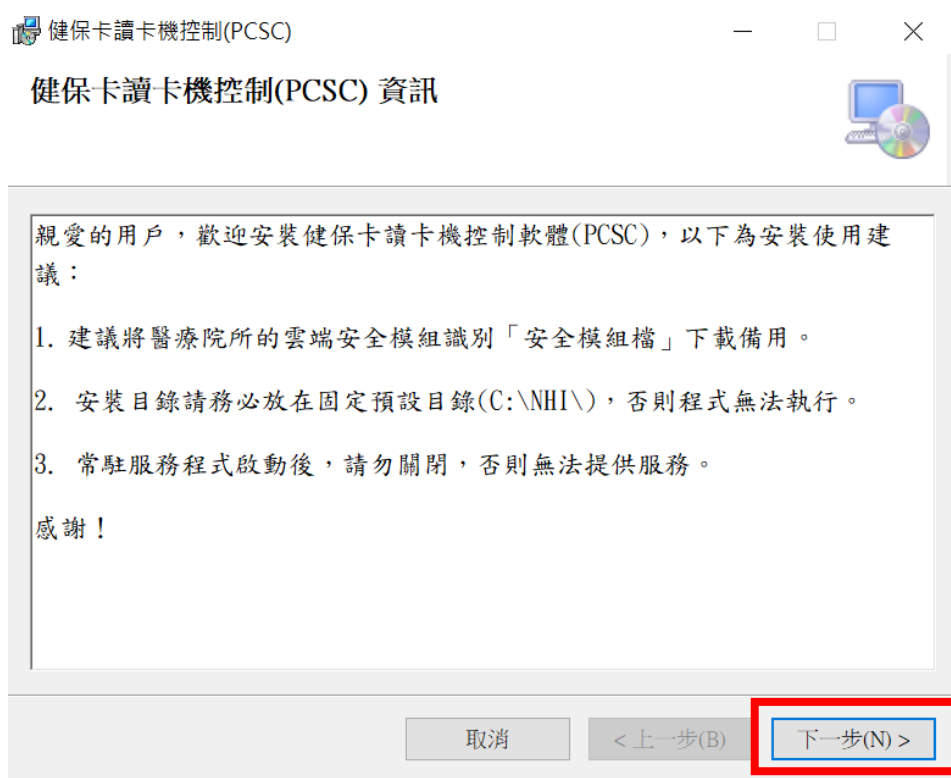 健保卡讀卡機控制(PCSC)
健保卡讀卡機控制(PCSC) 資訊
親愛的用戶，歡迎安裝健保卡讀卡機控制軟體(PCSC)，以下為安裝使用建
議：
1. 建議將醫療院所的雲端安全模組識別「安全模組檔」下載備用。
2. 安裝目錄請務必放在固定預設目錄(C:\NHI\)，否則程式無法執行。
3. 常駐服務程式啟動後，請勿關閉，否則無法提供服務。
感謝！
取消
< 上一步(B)
下一步(N) >